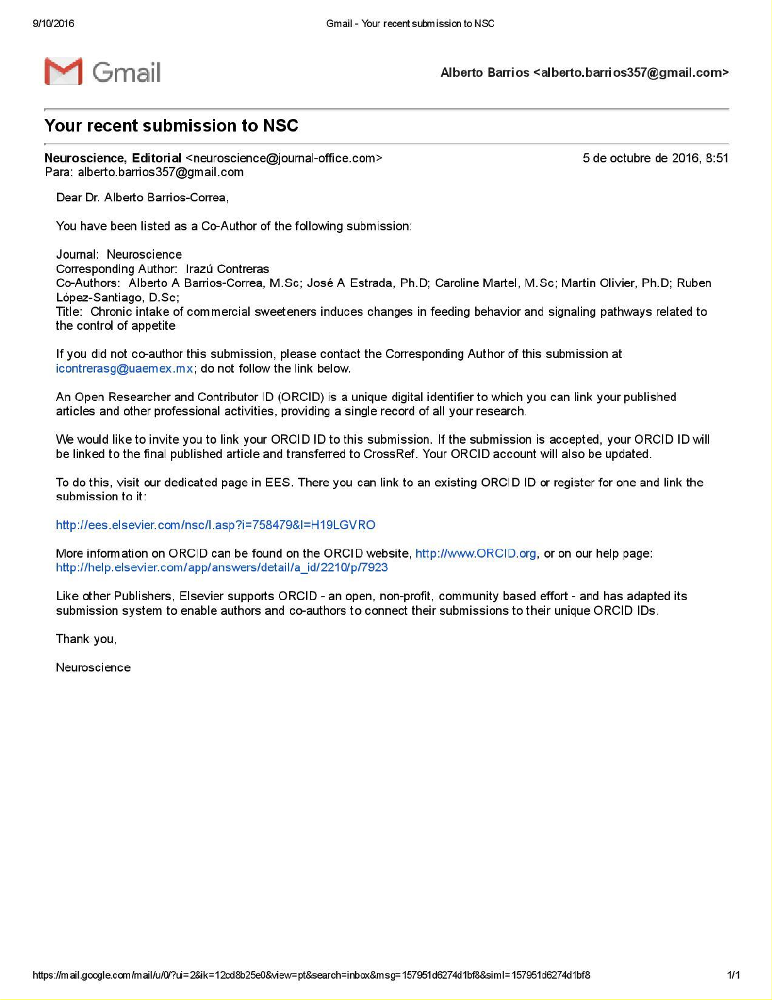 9/10/2016
Gmail - Your recent submission to NSC
Gmail
Alberto Barrios <alberto.barrios357@gmail.com>
Your recent submission to NSC
Neuroscience, Editorial <neuroscience@journal-office.com>
5 de octubre de 2016, 8:51
Para: alberto.barrios357@gmail.com
Dear Dr. Alberto Barrios-Correa,
You have been listed as a Co-Author of the following submission:
Journal: Neuroscience
Corresponding Author: Irazú Contreras
Co-Authors: Alberto A Barrios-Correa, M.Sc; José A Estrada, Ph.D; Caroline Martel, M.Sc; Martin Olivier, Ph.D; Ruben
López-Santiago, D.Sc;
Title: Chronic intake of commercial sweeteners induces changes in feeding behavior and signaling pathways related to
the control of appetite
If you did not co-author this submission, please contact the Corresponding Author of this submission at
icontrerasg@uaemex.mx; do not follow the link below.
An Open Researcher and Contributor ID (ORCID) is a unique digital identifier to which you can link your published
articles and other professional activities, providing a single record of all your research.
We would like to invite you to link your ORCID ID to this submission. If the submission is accepted, your ORCID ID will
be linked to the final published article and transferred to CrossRef. Your ORCID account will also be updated.
To do this, visit our dedicated page in EES. There you can link to an existing ORCID ID or register for one and link the
submission to it:
http://ees.elsevier.com/nsc/l.asp?i=758479&l=H19LGVRO
More information on ORCID can be found on the ORCID website, http://www.ORCID.org, or on our help page:
http://help.elsevier.com/app/answers/detail/a_id/2210/p/7923
Like other Publishers, Elsevier supports ORCID - an open, non-profit, community based effort - and has adapted its
submission system to enable authors and co-authors to connect their submissions to their unique ORCID IDs.
Thank you,
Neuroscience
https://mail.google.com/mail/u/0/?ui=2&ik=12cd8b25e0&view=pt&search=inbox&msg=157951d6274d1bf8&siml=157951d6274d1bf8
1/1